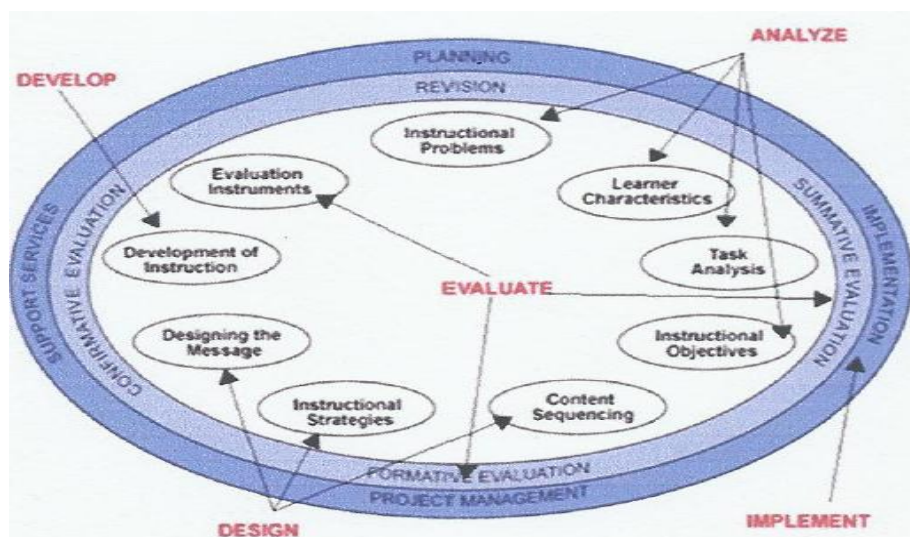 ANALYZE
PLANNING
DEVELOP
REVISION
Instructional
Problems
Evaluation
Instruments
Learner
Characteristics
SUPPORT SERVICES
CONFIRMATIVE EVALUATION
SUMMATIVE EVALUATION
IMPLEMENTATION
Development of
Instruction
Task
Analysis
EVALUATE
Designing the
Message
Instructional
Objectives
Instructional
Strategies
Content
Sequencing
FORMATIVE EVALUATION
PROJECT MANAGEMENT
DESIGN
IMPLEMENT